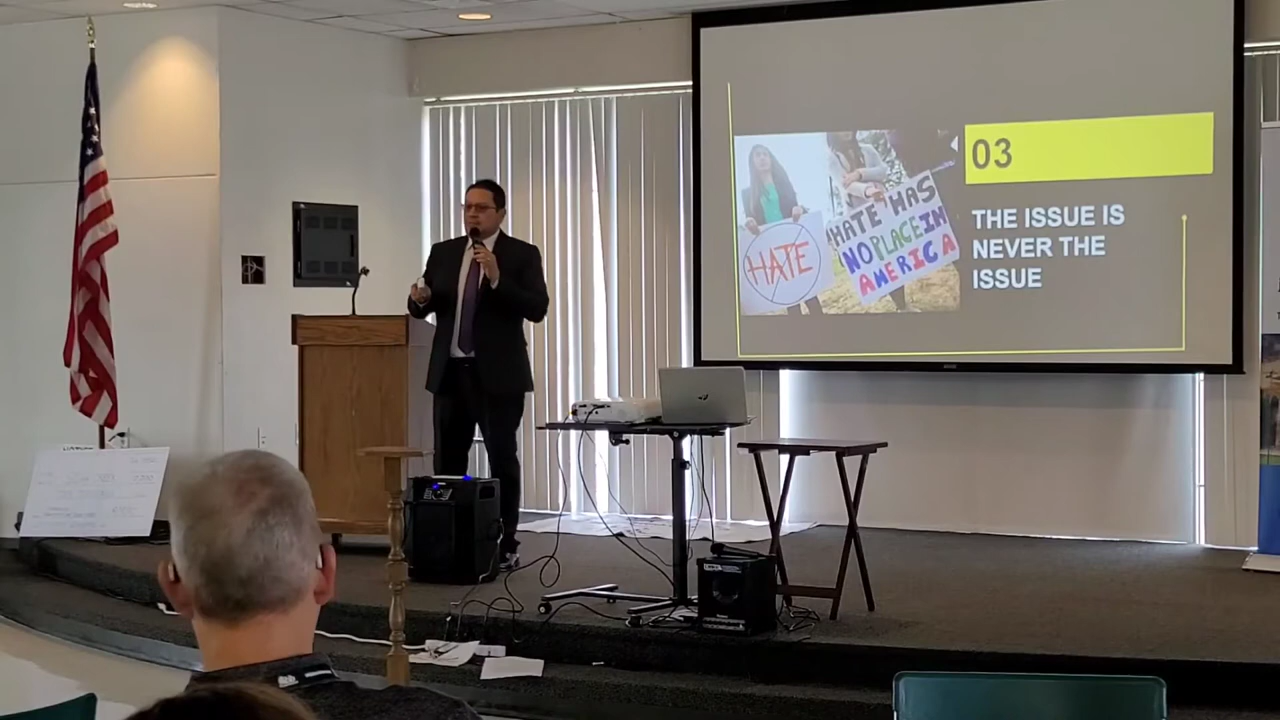 03
THE ISSUE IS
NEVER THE
ISSUE
HATE
HATE HAS
NO PLACE IN
AMERICA